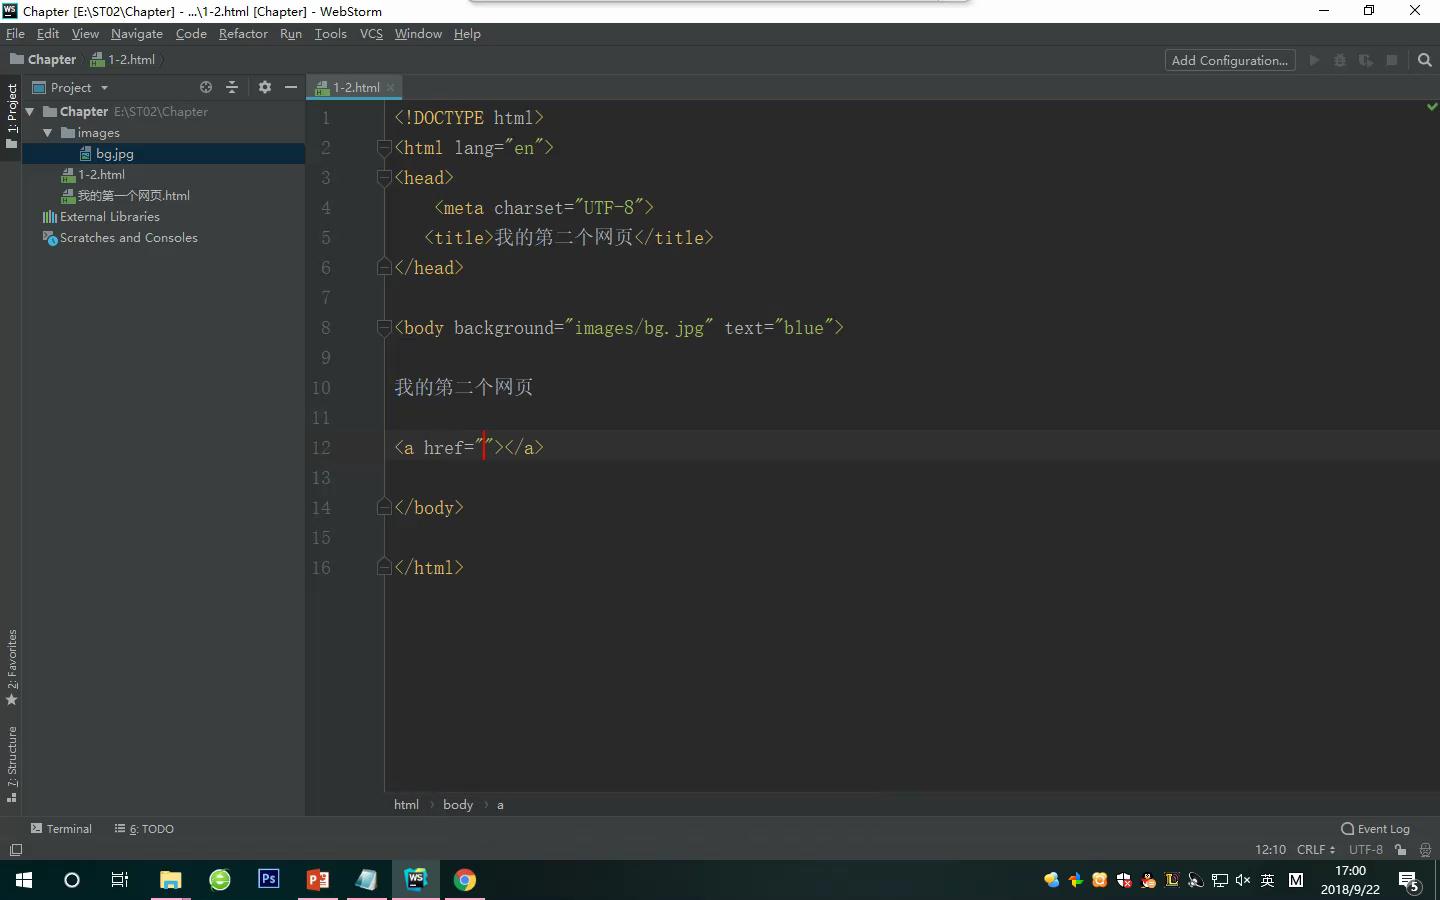 Chapter [E:\ST02\Chapter] - ...\1-2.html [Chapter] - WebStorm
File Edit View Navigate Code Refactor Run Tools VCS Window Help
Chapter 1-2.html Add Configuration...
1: Project
Project 1-2.html
Chapter E:\ST02\Chapter
images
bg.jpg
1-2.html
我的第一个网页.html
External Libraries
Scratches and Consoles
1 <!DOCTYPE html>
2 <html lang="en">
3 <head>
4 <meta charset="UTF-8">
5 <title>我的第二个网页</title>
6 </head>
7
8 <body background="images/bg.jpg" text="blue">
9
10 我的第二个网页
11
12 <a href=""></a>
13
14 </body>
15
16 </html>
2: Favorites
7: Structure
html body a
Terminal 6: TODO Event Log
12:10 CRLF UTF-8
Ps P WS 英 M 17:00
2018/9/22 5